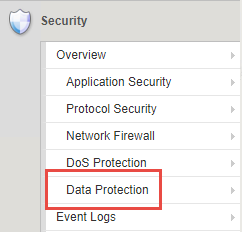 Security
Overview
Application Security
Protocol Security
Network Firewall
DoS Protection
Data Protection
Event Logs